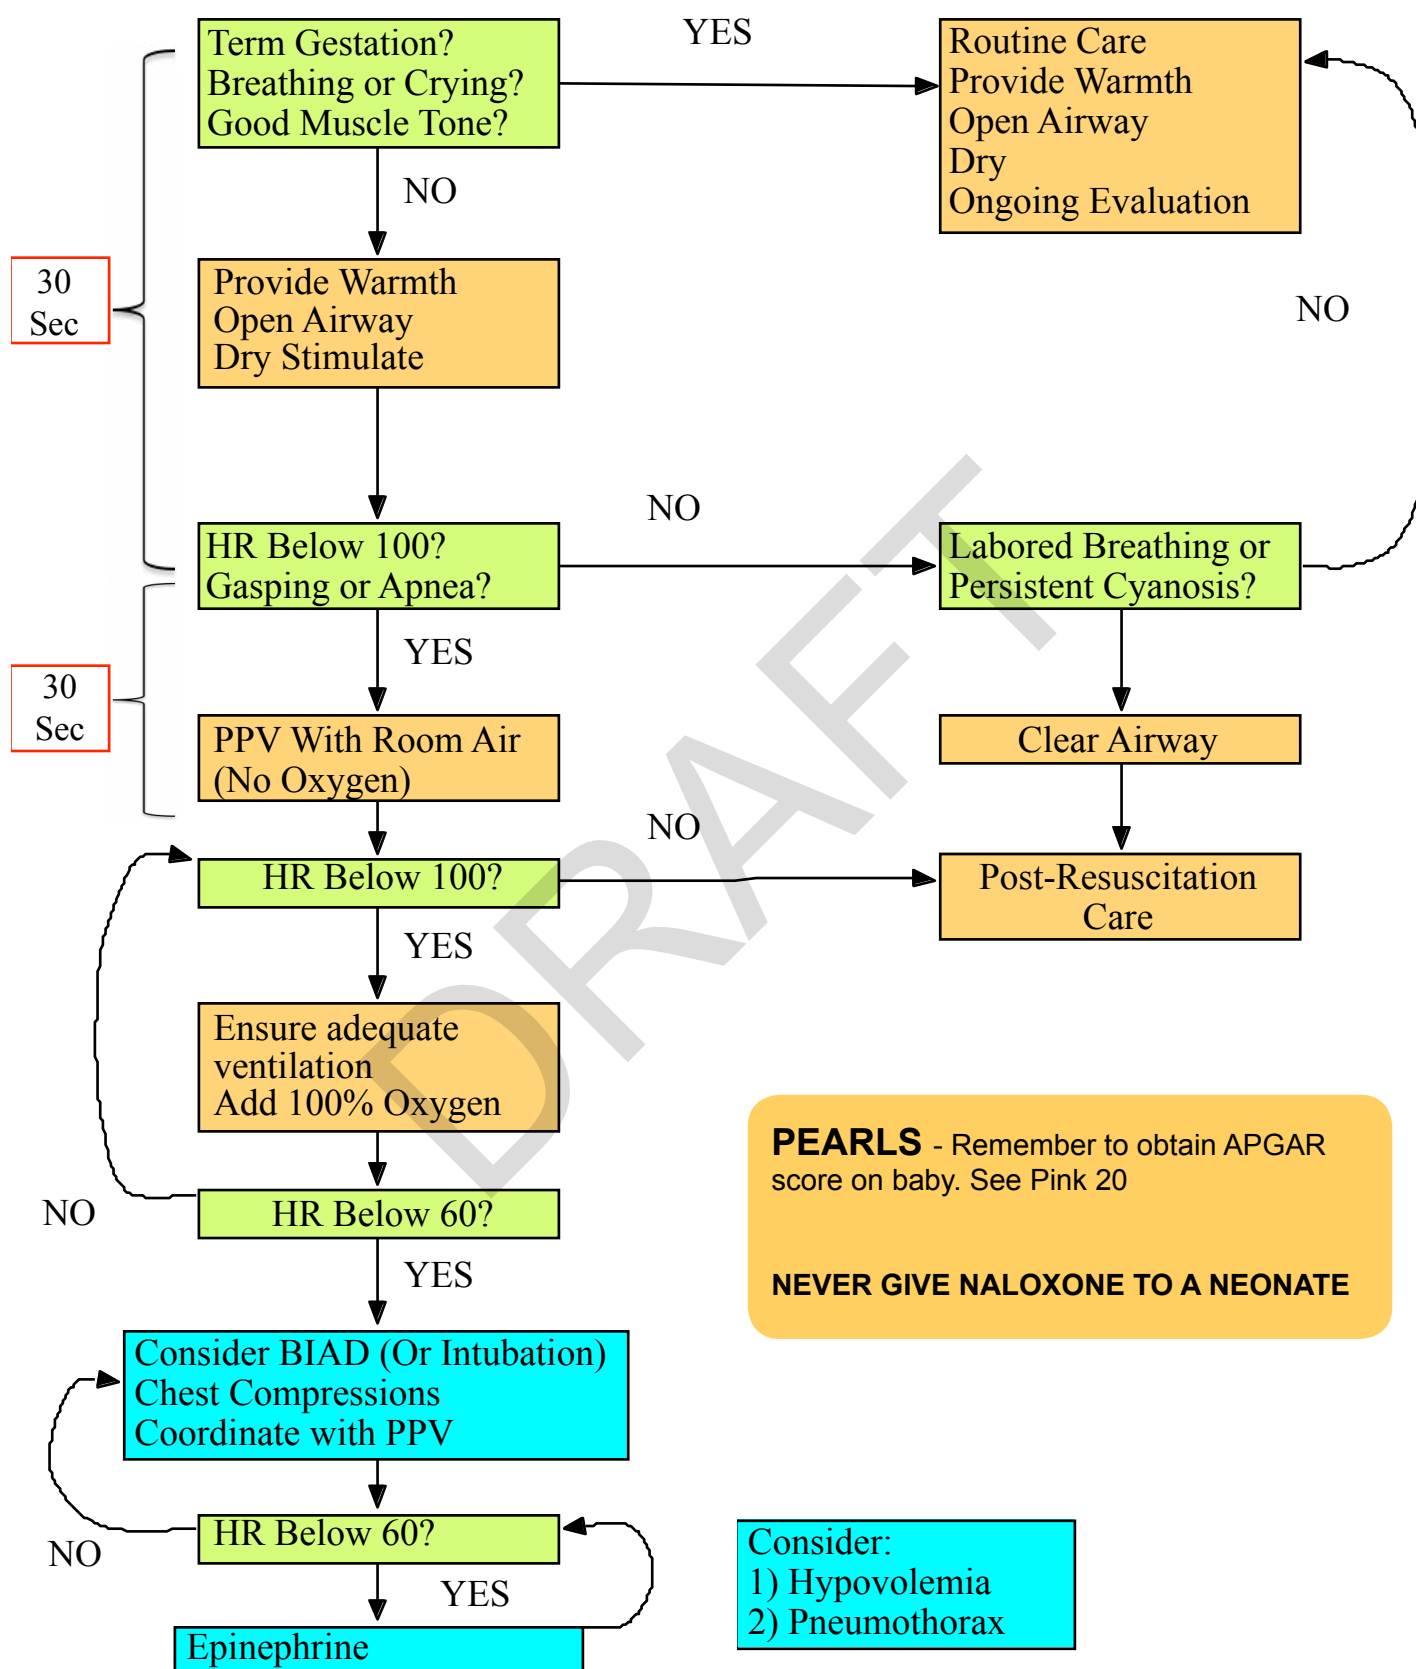 Term Gestation?
Breathing or Crying?
Good Muscle Tone?
YES
Routine Care
Provide Warmth
Open Airway
Dry
Ongoing Evaluation
NO
30
Sec
Provide Warmth
Open Airway
Dry Stimulate
NO
HR Below 100?
Gasping or Apnea?
NO
Labored Breathing or
Persistent Cyanosis?
YES
30
Sec
PPV With Room Air
(No Oxygen)
Clear Airway
NO
HR Below 100?
Post-Resuscitation
Care
YES
Ensure adequate
ventilation
Add 100% Oxygen
NO
HR Below 60?
YES
PEARLS - Remember to obtain APGAR
score on baby. See Pink 20
NEVER GIVE NALOXONE TO A NEONATE
Consider BIAD (Or Intubation)
Chest Compressions
Coordinate with PPV
NO
HR Below 60?
YES
Epinephrine
Consider:
1) Hypovolemia
2) Pneumothorax
DRAFT